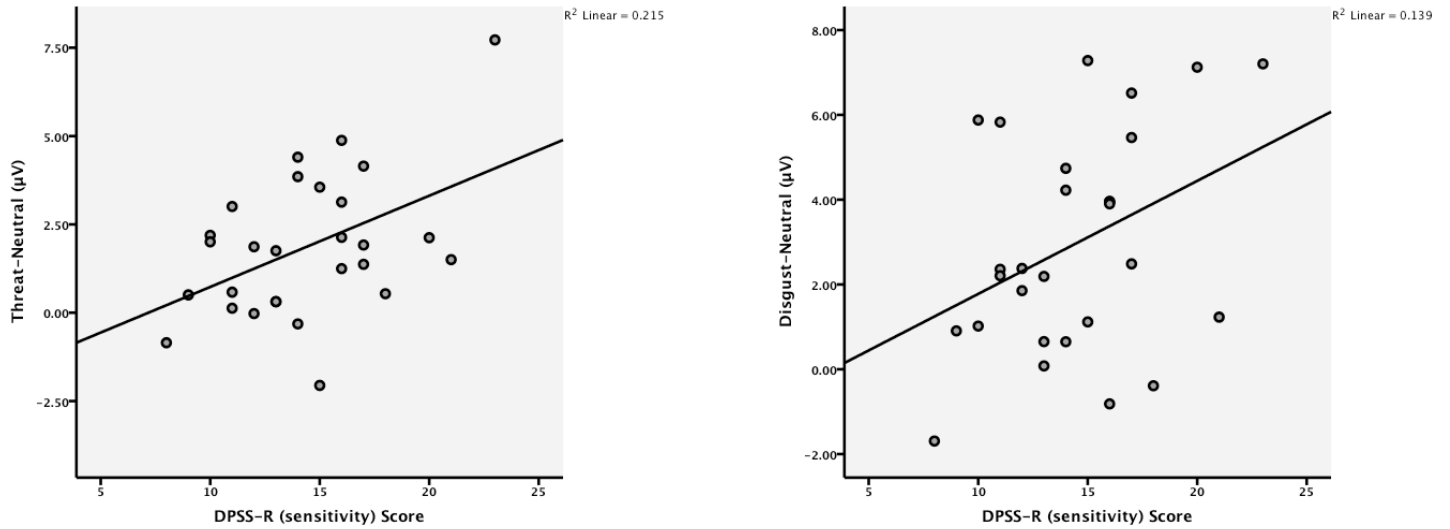 R² Linear = 0.215
7.50
5.00
2.50
0.00
-2.50
Threat-Neutral (µV)
5 10 15 20 25
DPSS-R (sensitivity) Score
R² Linear = 0.139
8.00
6.00
4.00
2.00
0.00
-2.00
Disgust-Neutral (µV)
5 10 15 20 25
DPSS-R (sensitivity) Score